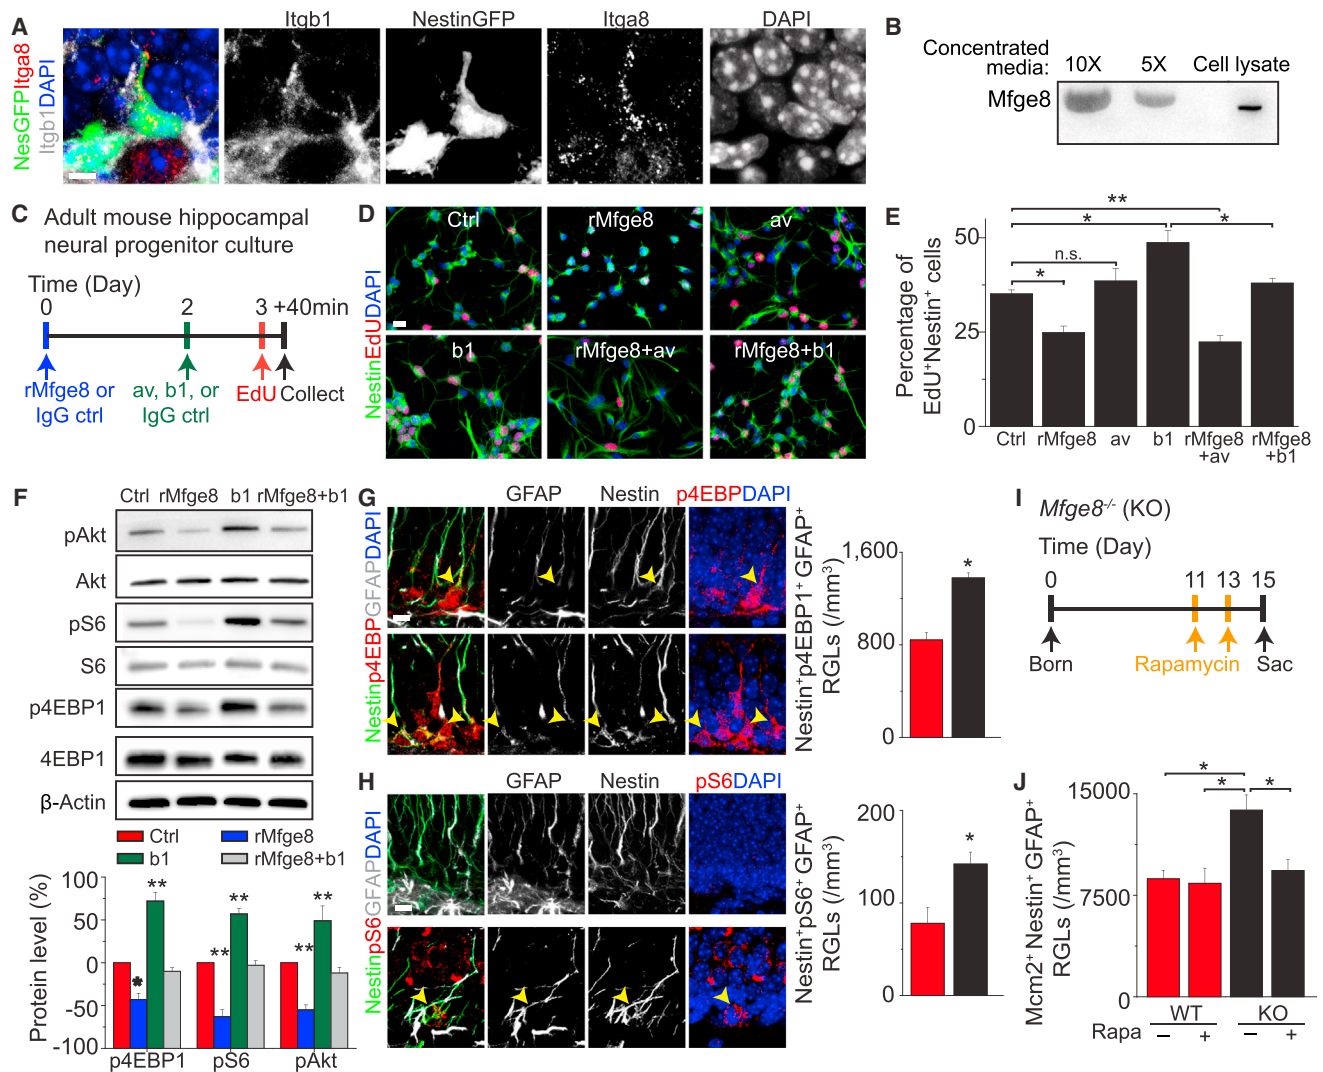 A
NesGFPItga8
Itgb1DAPI
Itgb1
NestinGFP
Itga8
DAPI
B
Concentrated
media:
10X
5X
Cell lysate
Mfge8
C
Adult mouse hippocampal
neural progenitor culture
Time (Day)
0
2
3
+40min
rMfge8 or
IgG ctrl
av, b1, or
IgG ctrl
EdU
Collect
D
NestinEdUDAPI
Ctrl
rMfge8
av
b1
rMfge8+av
rMfge8+b1
E
Percentage of
EdU+Nestin+ cells
50
25
0
**
*
*
n.s.
*
Ctrl
rMfge8
av
b1
rMfge8
+av
rMfge8
+b1
F
Ctrl rMfge8 b1 rMfge8+b1
pAkt
Akt
pS6
S6
p4EBP1
4EBP1
β-Actin
Ctrl
rMfge8
b1
rMfge8+b1
Protein level (%)
100
50
0
-50
-100
*
**
**
**
**
**
p4EBP1
pS6
pAkt
G
Nestinp4EBPGFAPDAPI
GFAP
Nestin
p4EBPDAPI
Nestin+p4EBP1+ GFAP+
RGLs (/mm3)
1,600
800
0
*
H
NestinpS6GFAPDAPI
GFAP
Nestin
pS6DAPI
Nestin+pS6+ GFAP+
RGLs (/mm3)
200
100
0
*
I
Mfge8-/- (KO)
Time (Day)
0
11
13
15
Born
Rapamycin
Sac
J
Mcm2+ Nestin+ GFAP+
RGLs (/mm3)
15000
7500
0
*
*
*
WT
KO
Rapa
− + − +